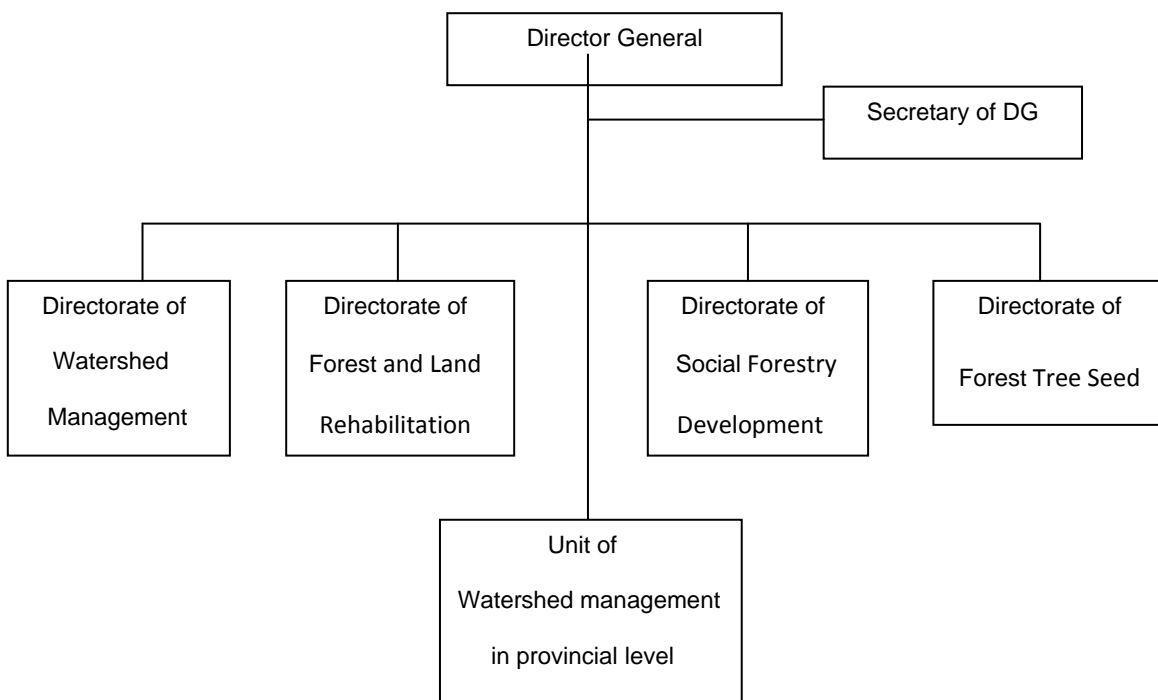 Director General
Secretary of DG
Directorate of
Watershed
Management
Directorate of
Forest and Land
Rehabilitation
Directorate of
Social Forestry
Development
Directorate of
Forest Tree Seed
Unit of
Watershed management
in provincial level